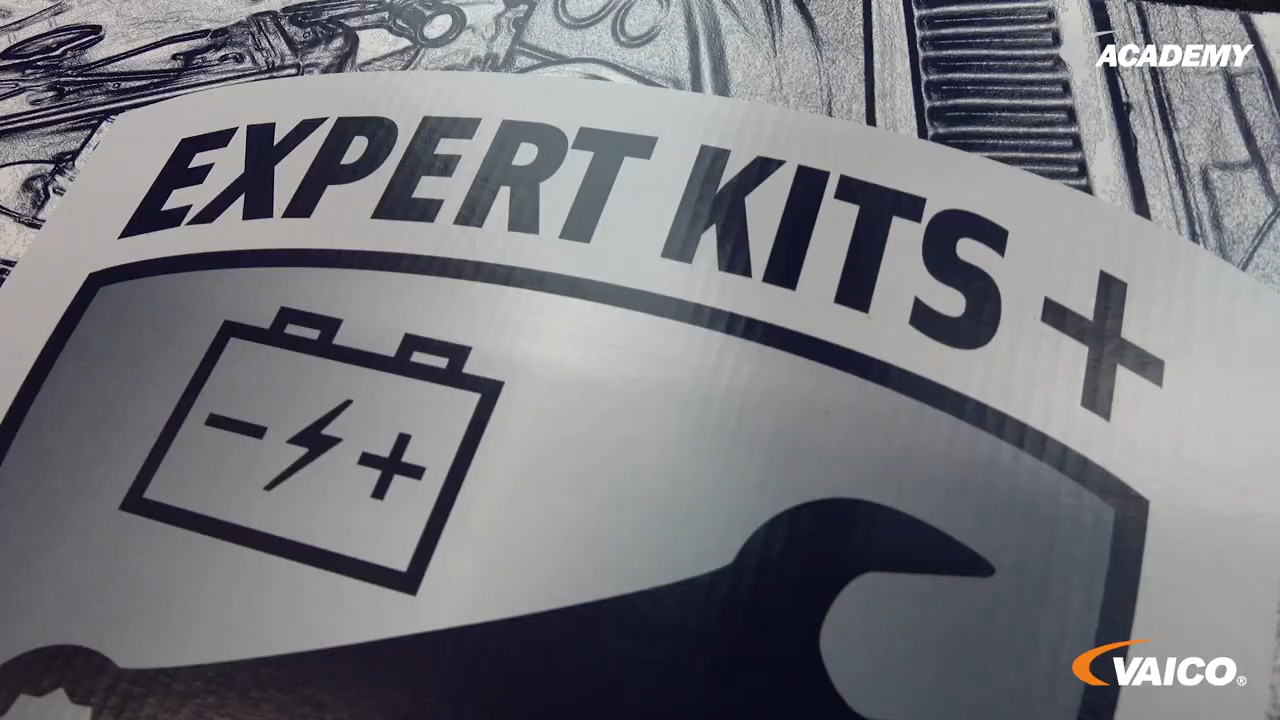 ACADEMY
EXPERT KITS +
- +
VAICO®